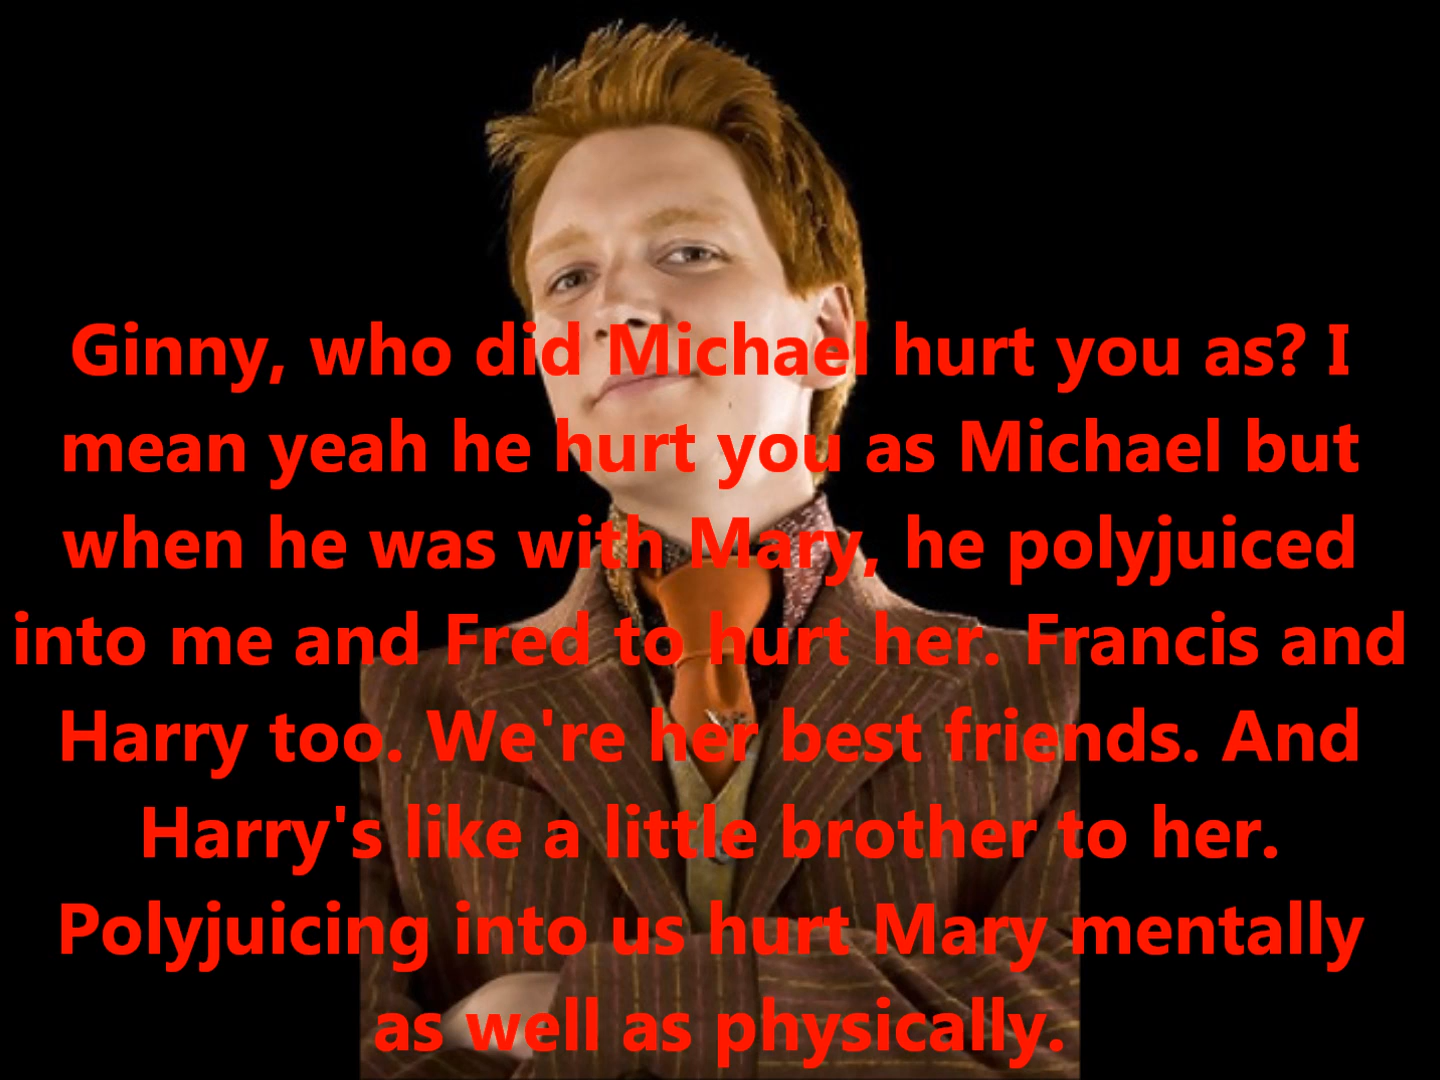 Ginny, who did Michael hurt you as? I
mean yeah he hurt you as Michael but
when he was with Mary, he polyjuiced
into me and Fred to hurt her. Francis and
Harry too. We're her best friends. And
Harry's like a little brother to her.
Polyjuicing into us hurt Mary mentally
as well as physically.